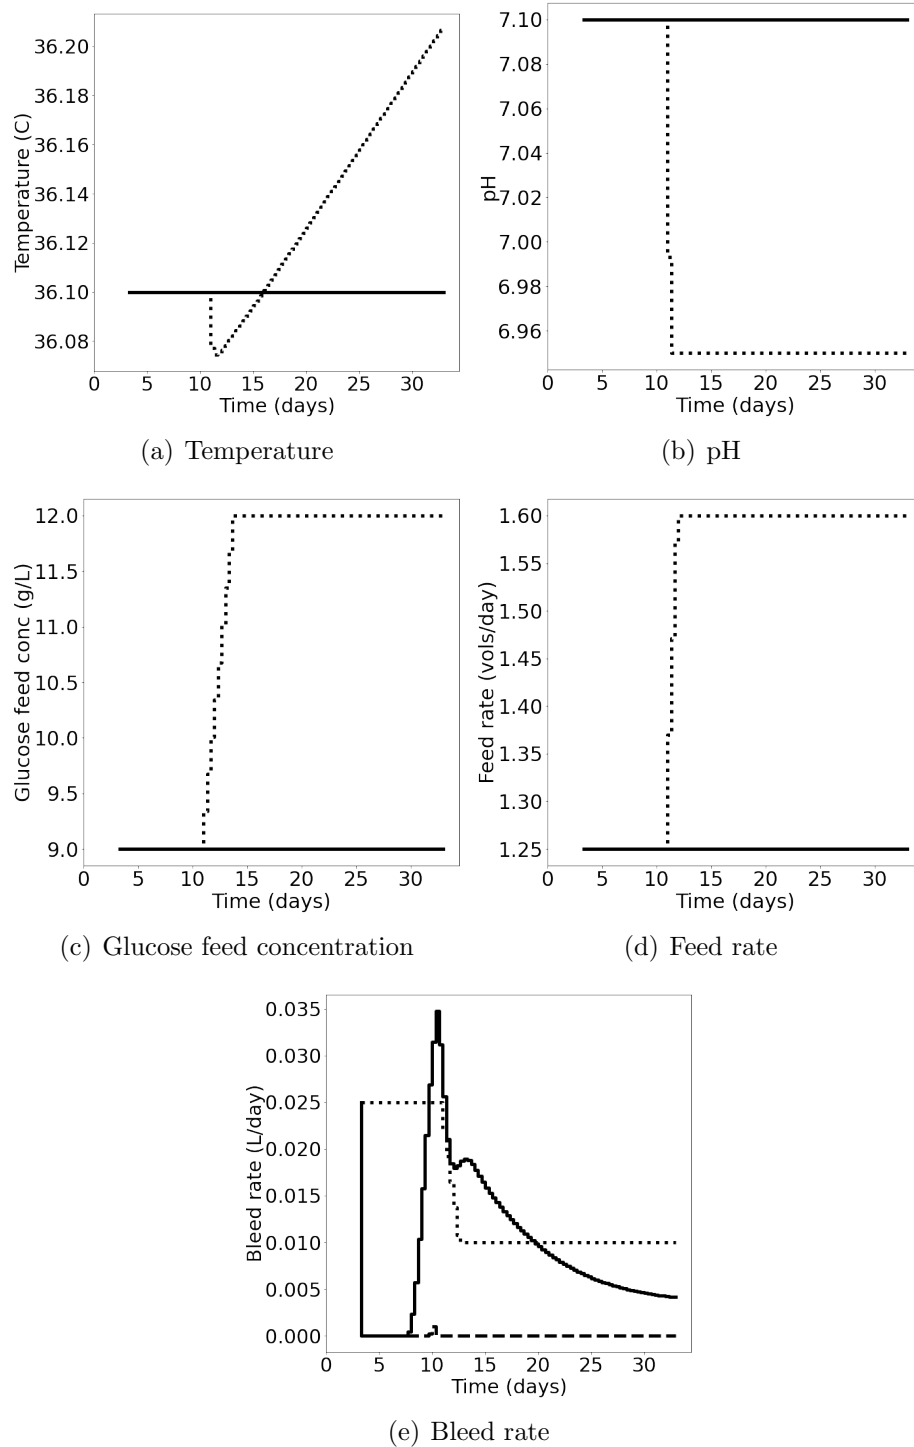 Temperature (C)
36.20
36.18
36.16
36.14
36.12
36.10
36.08
0 5 10 15 20 25 30
Time (days)
(a) Temperature
pH
7.10
7.08
7.06
7.04
7.02
7.00
6.98
6.96
0 5 10 15 20 25 30
Time (days)
(b) pH
Glucose feed conc (g/L)
12.0
11.5
11.0
10.5
10.0
9.5
9.0
0 5 10 15 20 25 30
Time (days)
(c) Glucose feed concentration
Feed rate (vols/day)
1.60
1.55
1.50
1.45
1.40
1.35
1.30
1.25
0 5 10 15 20 25 30
Time (days)
(d) Feed rate
Bleed rate (L/day)
0.035
0.030
0.025
0.020
0.015
0.010
0.005
0.000
0 5 10 15 20 25 30
Time (days)
(e) Bleed rate